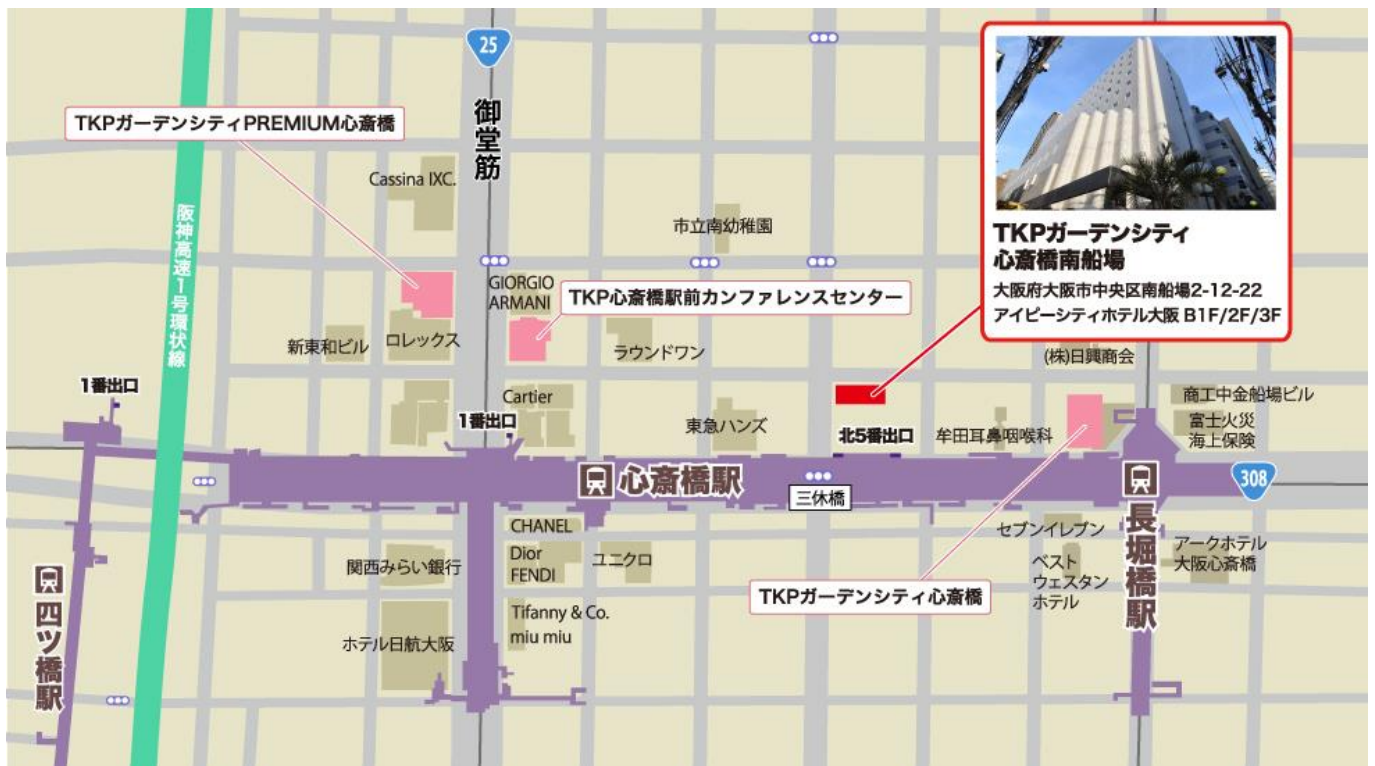 25
御堂筋
TKPガーデンシティPREMIUM心斎橋
Cassina IXC.
阪神高速1号環状線
市立南幼稚園
TKPガーデンシティ
心斎橋南船場
大阪府大阪市中央区南船場2-12-22
アイビーシティホテル大阪 B1F/2F/3F
GIORGIO
ARMANI
TKP心斎橋駅前カンファレンスセンター
新東和ビル
ロレックス
ラウンドワン
(株)日興商会
1番出口
Cartier
1番出口
東急ハンズ
北5番出口
牟田耳鼻咽喉科
商工中金船場ビル
富士火災
海上保険
心斎橋駅
三休橋
308
長堀橋駅
CHANEL
Dior
FENDI
ユニクロ
関西みらい銀行
セブンイレブン
ベスト
ウェスタン
ホテル
アークホテル
大阪心斎橋
TKPガーデンシティ心斎橋
四ツ橋駅
ホテル日航大阪
Tifanny & Co.
miu miu